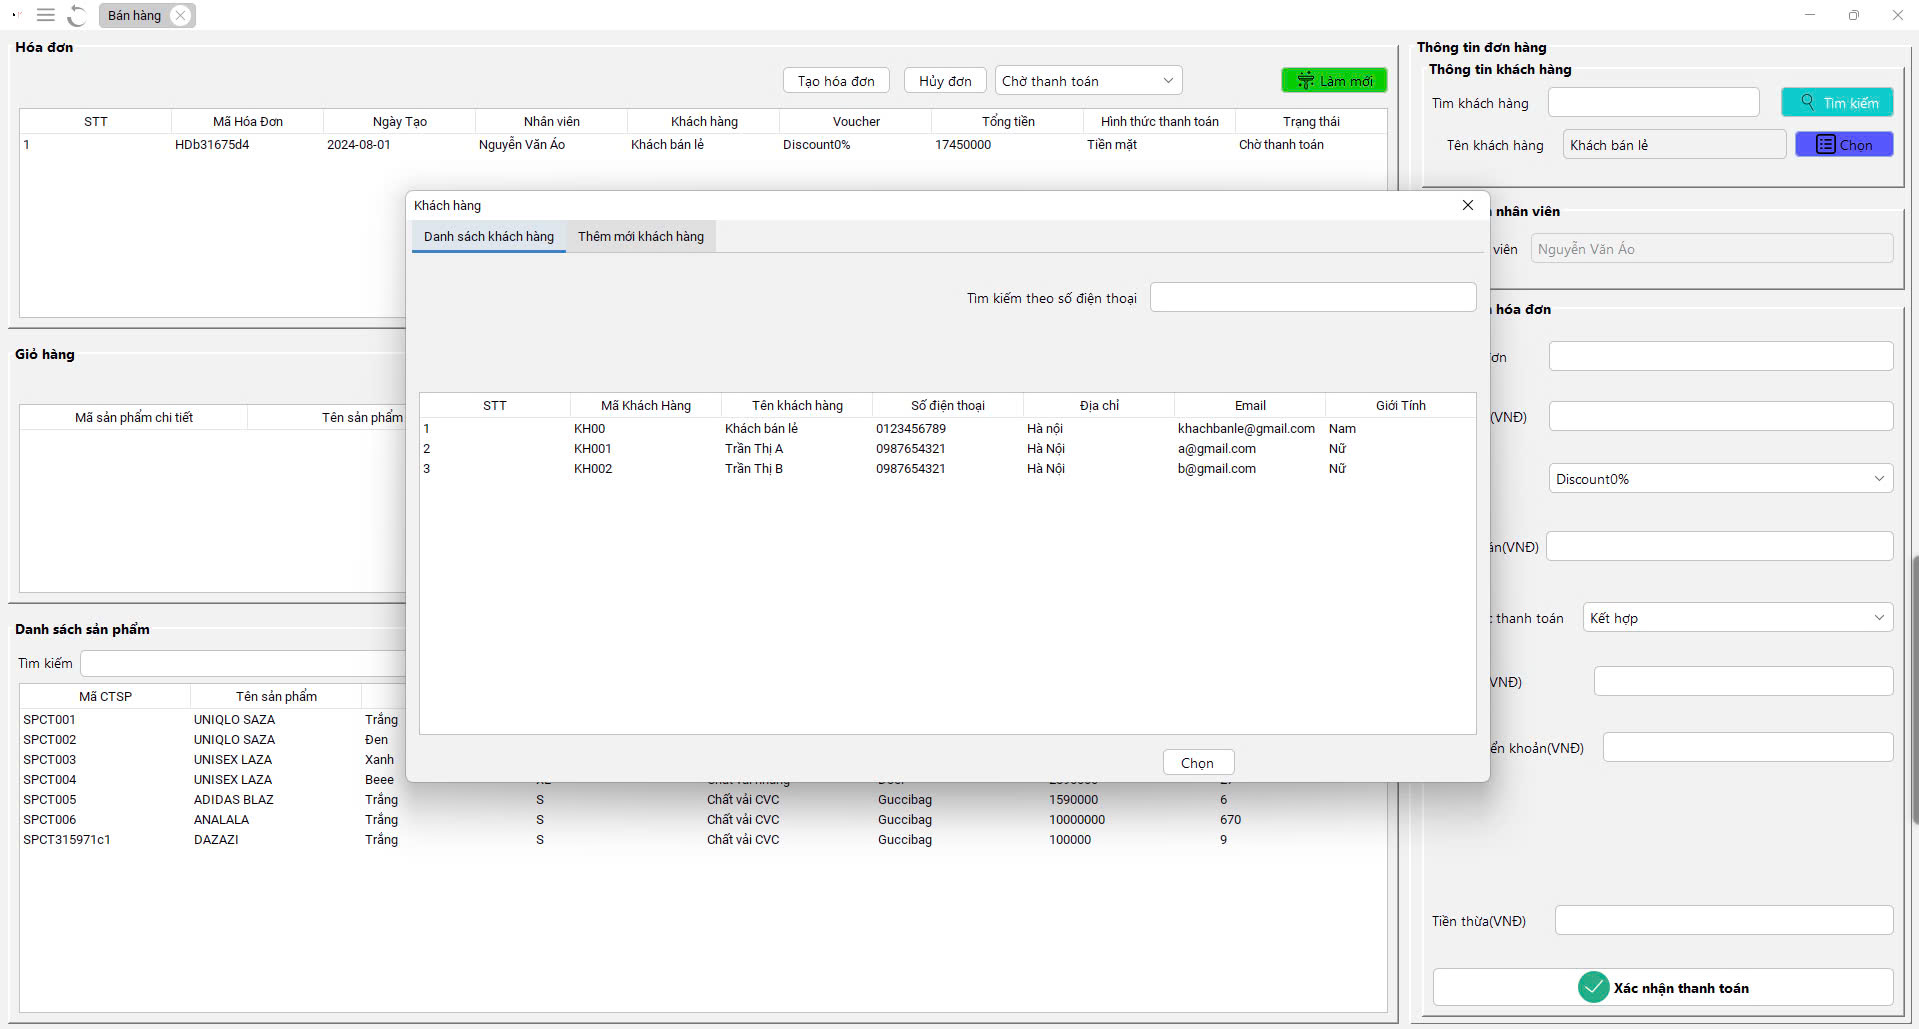 Bán hàng
Hóa đơn
Tạo hóa đơn Hủy đơn Chờ thanh toán Làm mới
STT Mã Hóa Đơn Ngày Tạo Nhân viên Khách hàng Voucher Tổng tiền Hình thức thanh toán Trạng thái
1 HDb31675d4 2024-08-01 Nguyễn Văn Áo Khách bán lẻ Discount0% 17450000 Tiền mặt Chờ thanh toán
Giỏ hàng
Mã sản phẩm chi tiết Tên sản phẩm
Danh sách sản phẩm
Tìm kiếm
Mã CTSP Tên sản phẩm
SPCT001 UNIQLO SAZA Trắng
SPCT002 UNIQLO SAZA Đen
SPCT003 UNISEX LAZA Xanh
SPCT004 UNISEX LAZA Beee
SPCT005 ADIDAS BLAZ Trắng S Chất vải CVC Guccibag 1590000 6
SPCT006 ANALALA Trắng S Chất vải CVC Guccibag 10000000 670
SPCT315971c1 DAZAZI Trắng S Chất vải CVC Guccibag 100000 9
Khách hàng
Danh sách khách hàng Thêm mới khách hàng
Tìm kiếm theo số điện thoại
STT Mã Khách Hàng Tên khách hàng Số điện thoại Địa chỉ Email Giới Tính
1 KH00 Khách bán lẻ 0123456789 Hà nội khachbanle@gmail.com Nam
2 KH001 Trần Thị A 0987654321 Hà Nội a@gmail.com Nữ
3 KH002 Trần Thị B 0987654321 Hà Nội b@gmail.com Nữ
Chọn
Thông tin đơn hàng
Thông tin khách hàng
Tìm khách hàng Tìm kiếm
Tên khách hàng Khách bán lẻ Chọn
nhân viên
viên Nguyễn Văn Áo
hóa đơn
(VNĐ)
Discount0%
(VNĐ)
thanh toán Kết hợp
VNĐ)
khoản(VNĐ)
Tiền thừa(VNĐ)
Xác nhận thanh toán